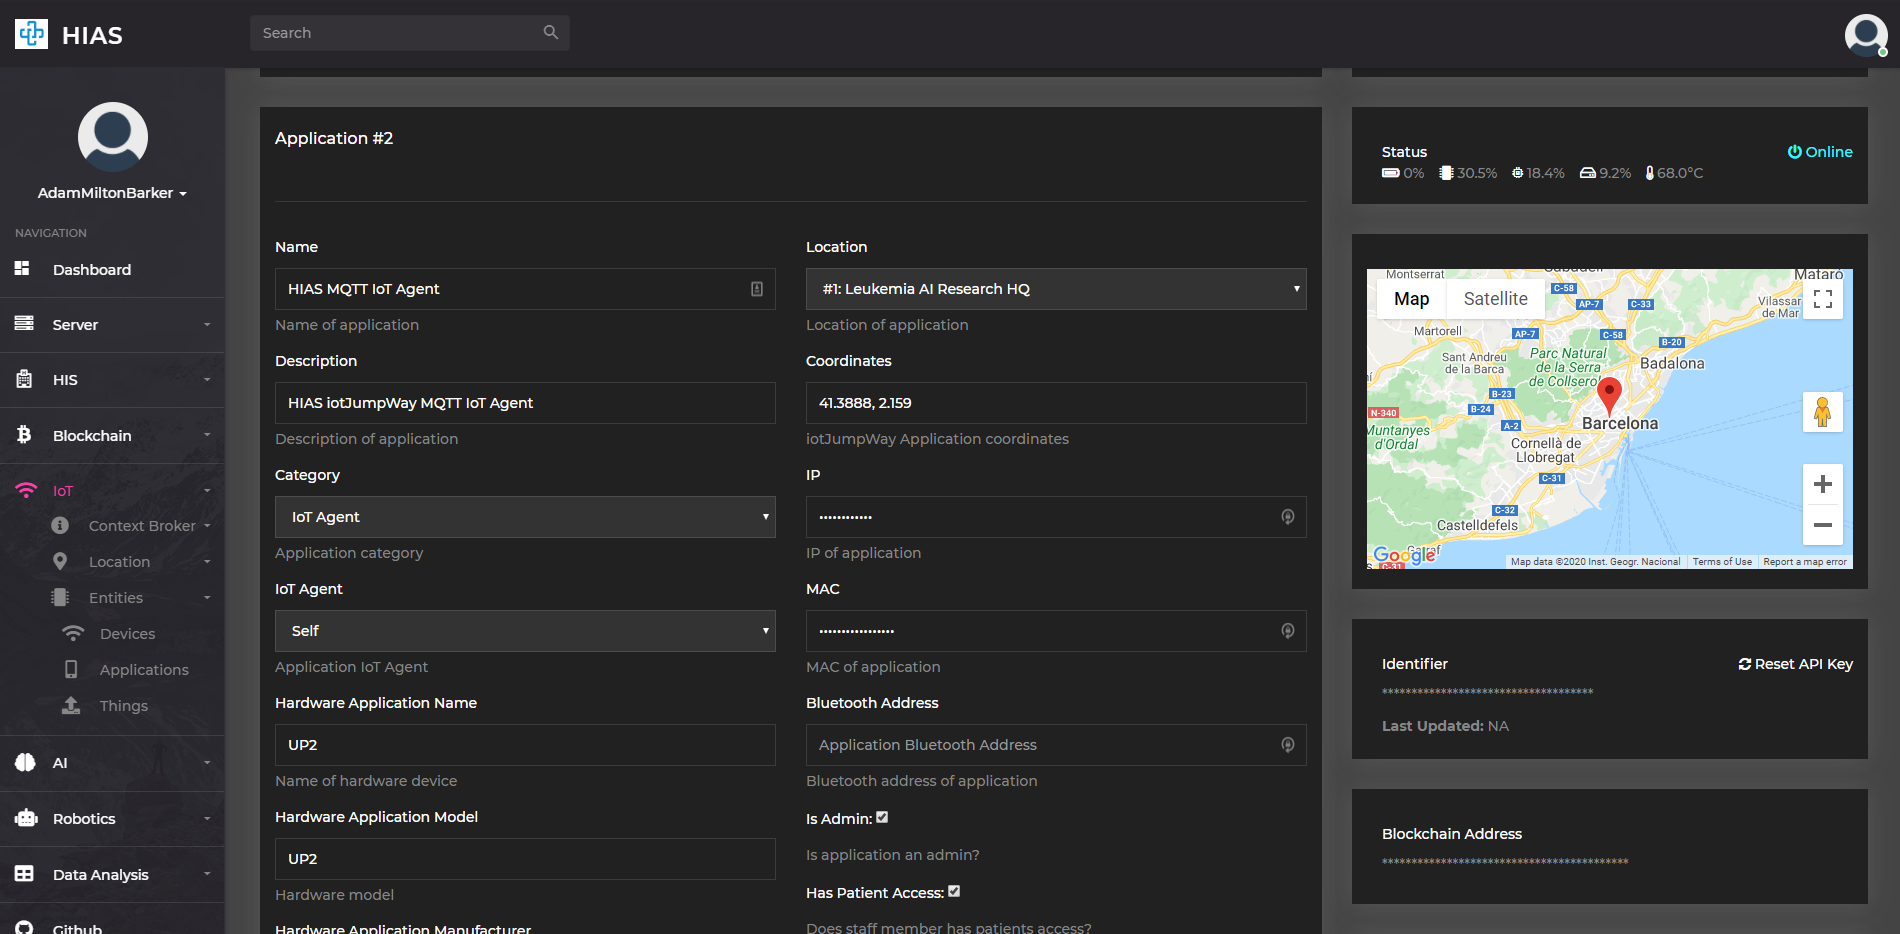 HIAS
Search
AdamMiltonBarker
NAVIGATION
Dashboard
Server
HIS
Blockchain
IoT
Context Broker
Location
Entities
Devices
Applications
Things
AI
Robotics
Data Analysis
Github
Application #2
Name
HIAS MQTT IoT Agent
Name of application
Description
HIAS iotJumpWay MQTT IoT Agent
Description of application
Category
IoT Agent
Application category
IoT Agent
Self
Application IoT Agent
Hardware Application Name
UP2
Name of hardware device
Hardware Application Model
UP2
Hardware model
Hardware Application Manufacturer
Location
#1: Leukemia AI Research HQ
Location of application
Coordinates
41.3888, 2.159
iotJumpWay Application coordinates
IP
••••••••••••
IP of application
MAC
•••••••••••••••••
MAC of application
Bluetooth Address
Application Bluetooth Address
Bluetooth address of application
Is Admin:
Is application an admin?
Has Patient Access:
Does staff member has patients access?
Status
Online
0% 30.5% 18.4% 9.2% 68.0°C
Map Satellite
Montserrat
Sabadell
Mataró
C-58
AP-7
C-33
Vilassar
de Mar
Martorell
AP-7
C-58
B-20
Sant Andreu
de la Barca
Parc Natural
de la Serra
de Collserola
Badalona
B-23
N-340
B-24
A-2
Barcelona
Muntanyes
d'Ordal
Cornellà de
Llobregat
C-31
C-32
Castelldefels
Garraf
Google
C-31
Map data ©2020 Inst. Geogr. Nacional
Terms of Use
Report a map error
Identifier
Reset API Key
************************************
Last Updated: NA
Blockchain Address
******************************************